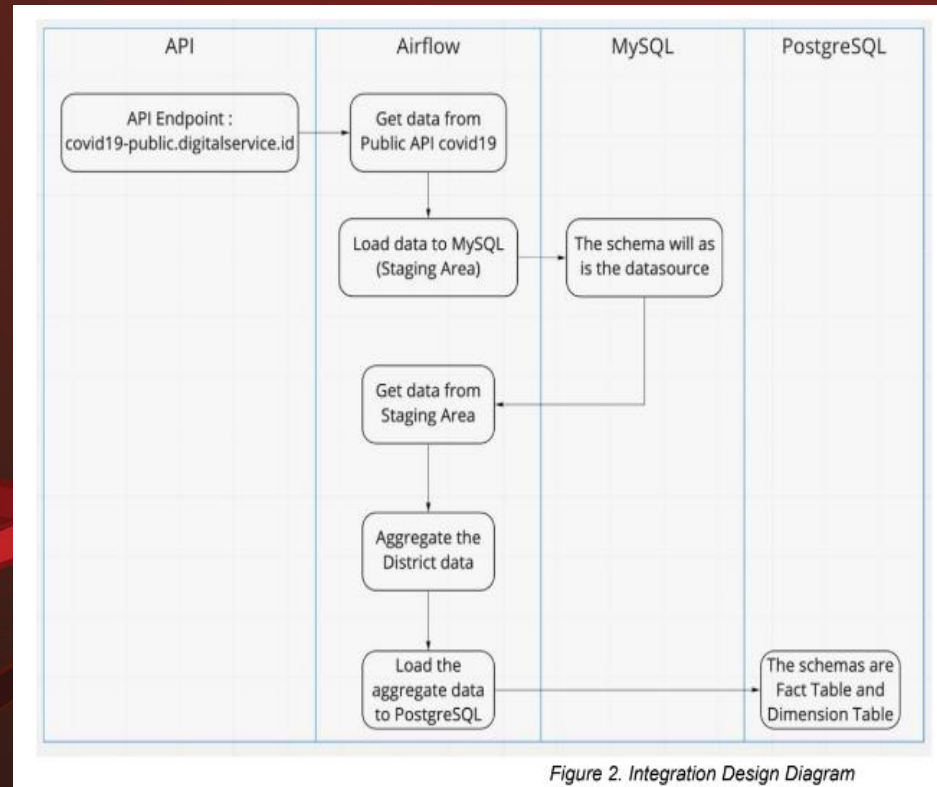 API
Airflow
MySQL
PostgreSQL
API Endpoint :
covid19-public.digitalservice.id
Get data from
Public API covid19
Load data to MySQL
(Staging Area)
The schema will as
is the datasource
Get data from
Staging Area
Aggregate the
District data
Load the
aggregate data
to PostgreSQL
The schemas are
Fact Table and
Dimension Table
Figure 2. Integration Design Diagram